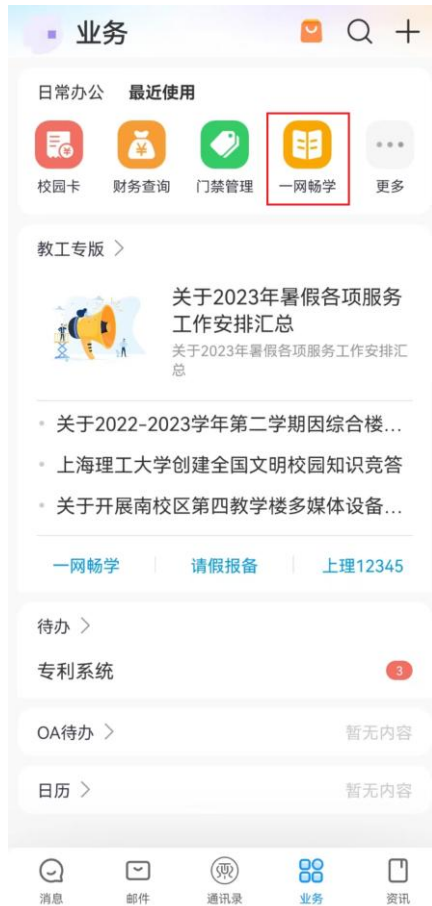 业务
日常办公 最近使用
校园卡 财务查询 门禁管理 一网畅学 更多
教工专版
关于2023年暑假各项服务
工作安排汇总
关于2023年暑假各项服务工作安排汇
总
关于2022-2023学年第二学期因综合楼...
上海理工大学创建全国文明校园知识竞答
关于开展南校区第四教学楼多媒体设备...
一网畅学 请假报备 上理12345
待办
专利系统 3
OA待办 暂无内容
日历 暂无内容
消息 邮件 通讯录 业务 资讯